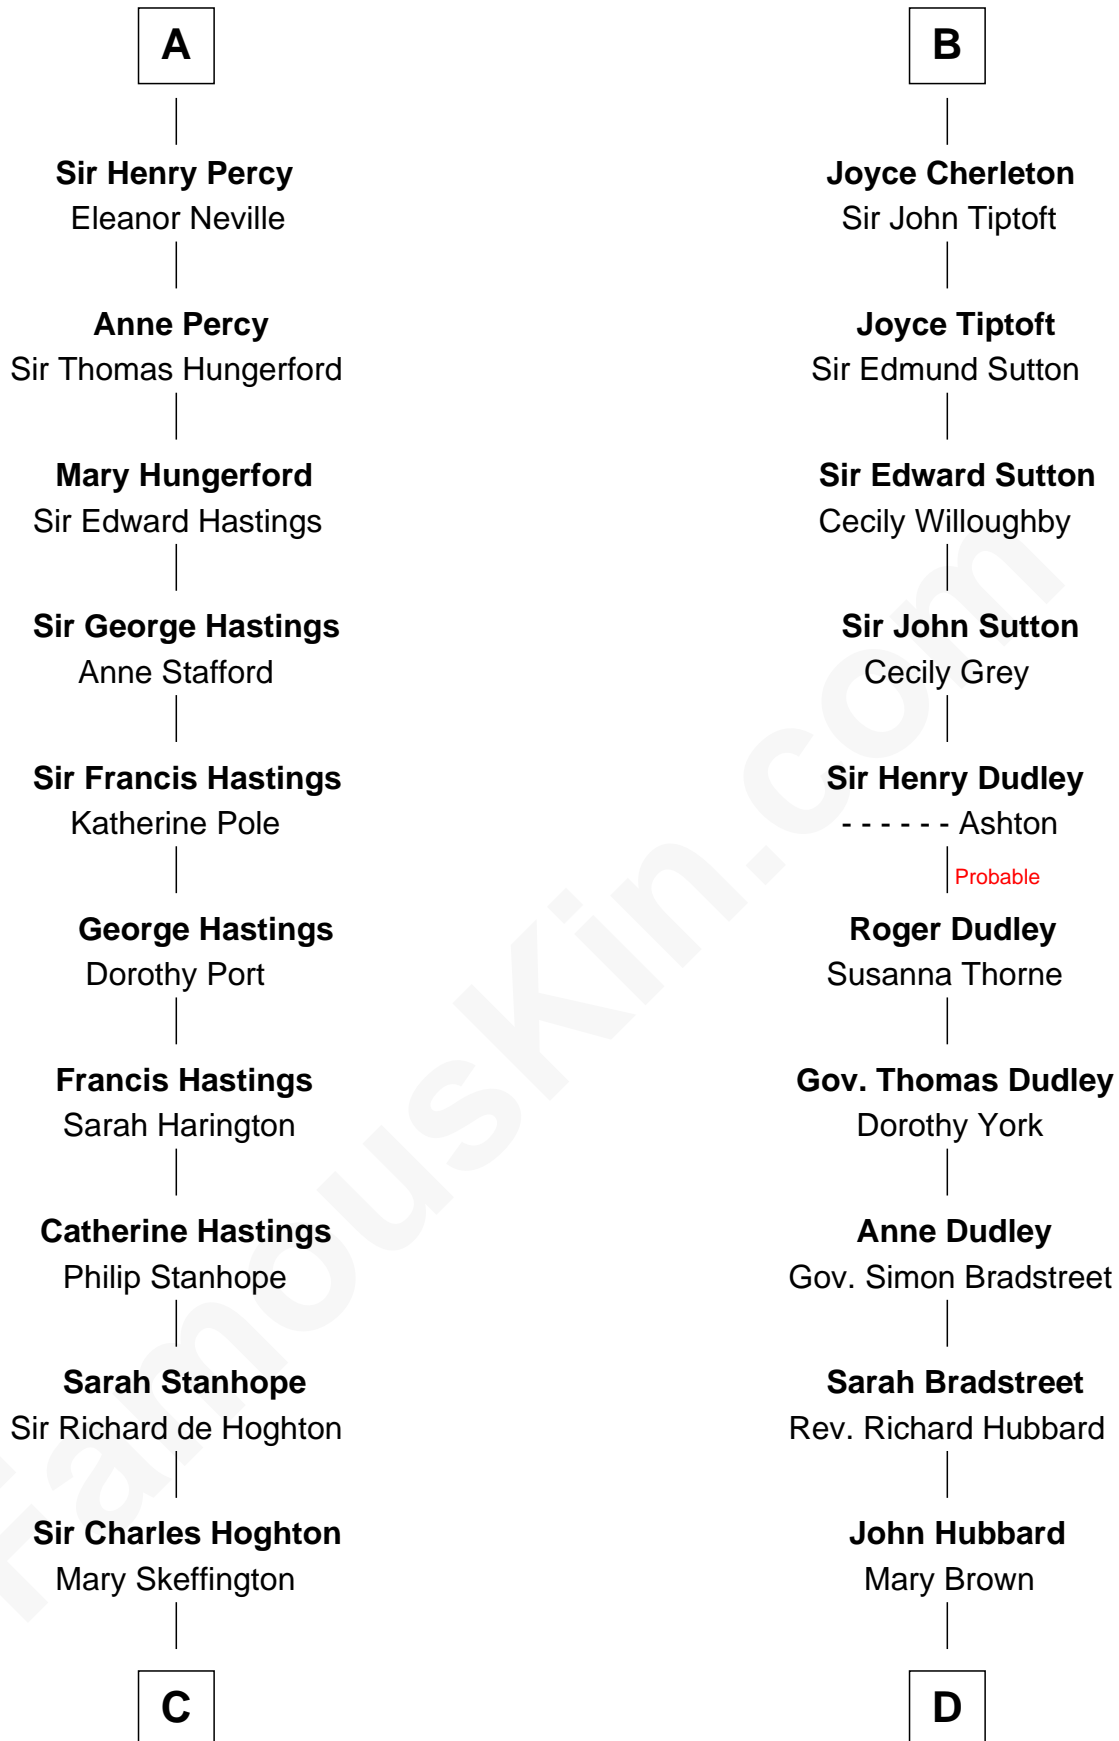 A
Sir Henry Percy
Eleanor Neville
Anne Percy
Sir Thomas Hungerford
Mary Hungerford
Sir Edward Hastings
Sir George Hastings
Anne Stafford
Sir Francis Hastings
Katherine Pole
George Hastings
Dorothy Port
Francis Hastings
Sarah Harington
Catherine Hastings
Philip Stanhope
Sarah Stanhope
Sir Richard de Hoghton
Sir Charles Hoghton
Mary Skeffington
C
B
Joyce Cherleton
Sir John Tiptoft
Joyce Tiptoft
Sir Edmund Sutton
Sir Edward Sutton
Cecily Willoughby
Sir John Sutton
Cecily Grey
Sir Henry Dudley
- - - - - - Ashton
Probable
Roger Dudley
Susanna Thorne
Gov. Thomas Dudley
Dorothy York
Anne Dudley
Gov. Simon Bradstreet
Sarah Bradstreet
Rev. Richard Hubbard
John Hubbard
Mary Brown
D
FamousKin.com